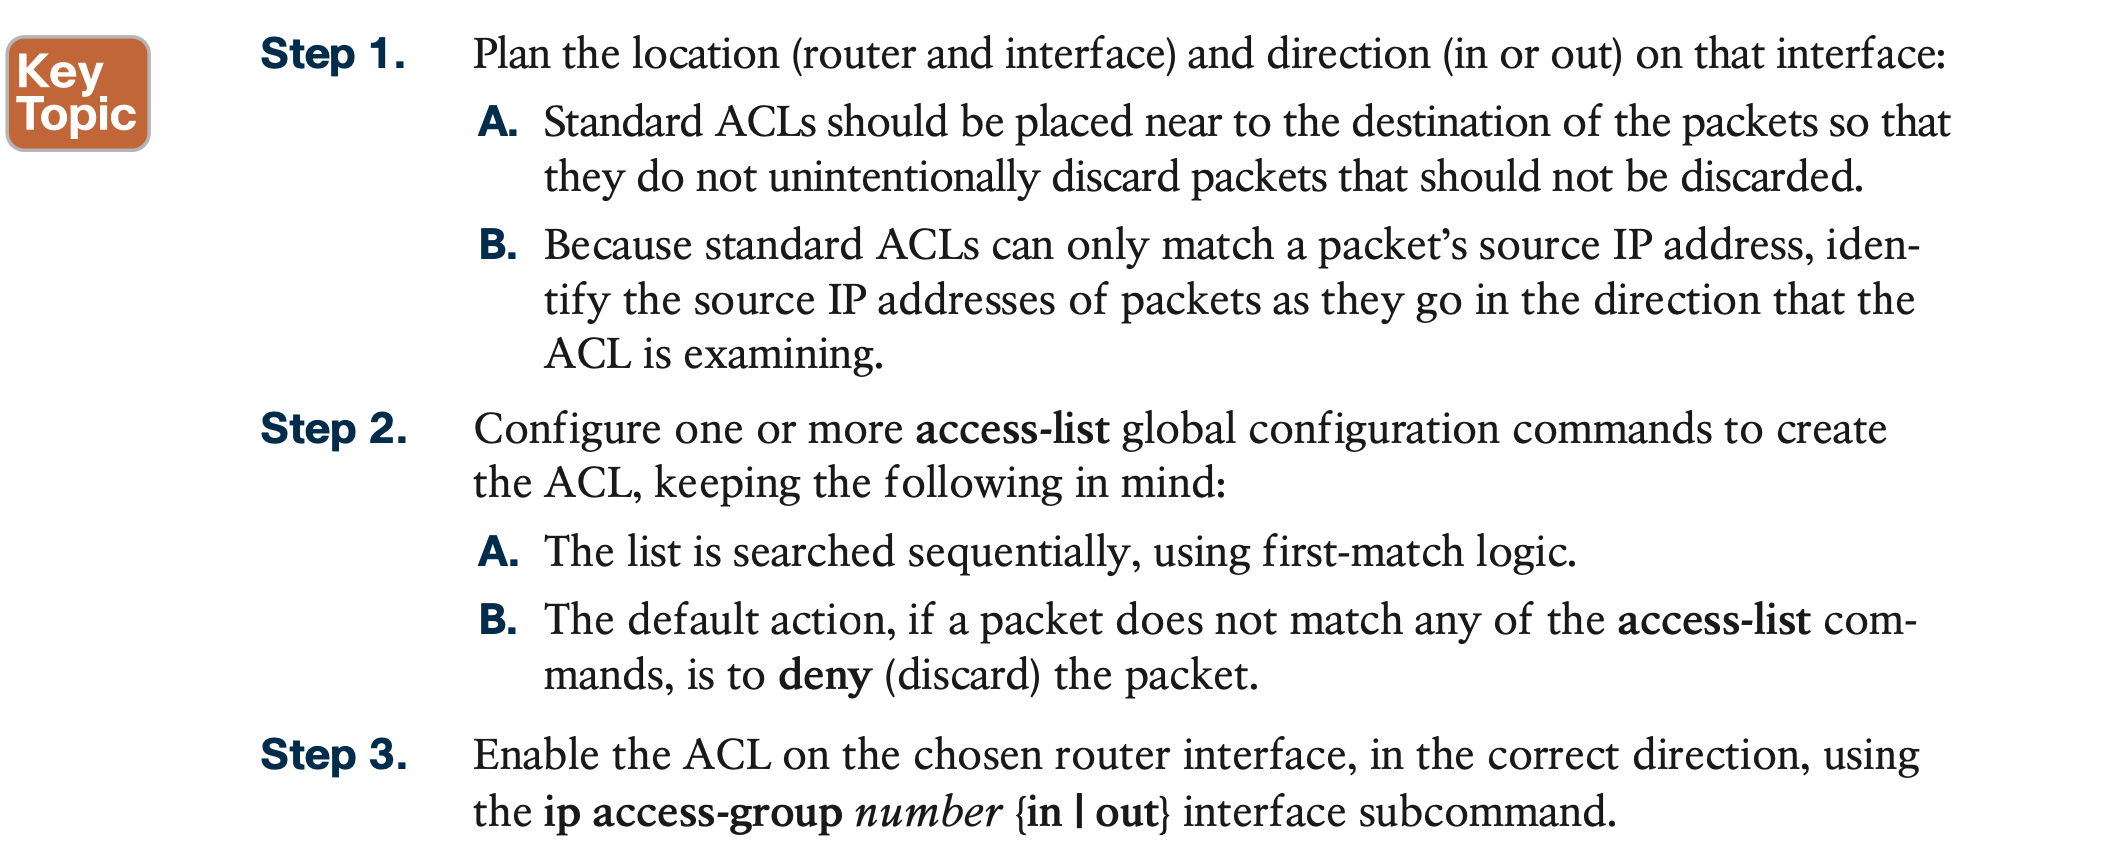 Key
Topic
Step 1. Plan the location (router and interface) and direction (in or out) on that interface:
A. Standard ACLs should be placed near to the destination of the packets so that
they do not unintentionally discard packets that should not be discarded.
B. Because standard ACLs can only match a packet’s source IP address, iden-
tify the source IP addresses of packets as they go in the direction that the
ACL is examining.
Step 2. Configure one or more access-list global configuration commands to create
the ACL, keeping the following in mind:
A. The list is searched sequentially, using first-match logic.
B. The default action, if a packet does not match any of the access-list com-
mands, is to deny (discard) the packet.
Step 3. Enable the ACL on the chosen router interface, in the correct direction, using
the ip access-group number {in | out} interface subcommand.